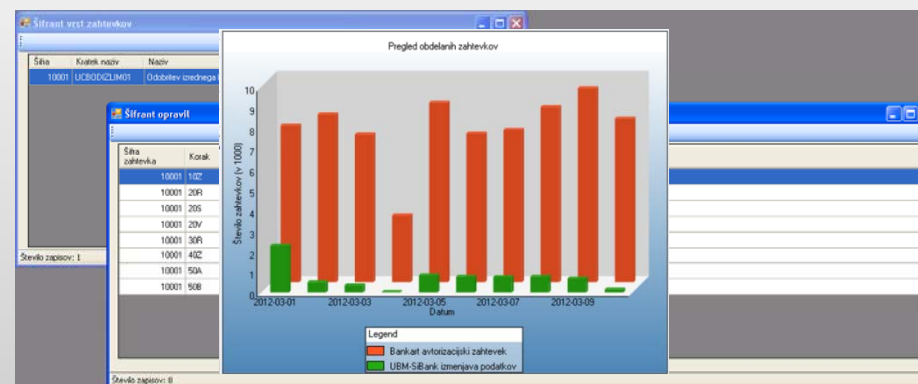 Šifrant vrst zahtevkov
Šifra Kratek naziv Naziv
10001 UCBODIZLIM01 Odobritev izrednega
Šifrant opravil
Šifra
zahtevka Korak
10001 10Z
10001 20R
10001 20S
10001 20V
10001 30R
10001 40Z
10001 50A
10001 50B
Število zapisov: 1
Število zapisov: 8
Pregled obdelanih zahtevkov
Število zahtevkov (v 1000)
10
9
8
7
6
5
4
3
2
1
0
2012-03-01 2012-03-03 2012-03-05 2012-03-07 2012-03-09
Datum
Legend
Bankart avtorizacijski zahtevek
UBM-SiBank izmenjava podatkov